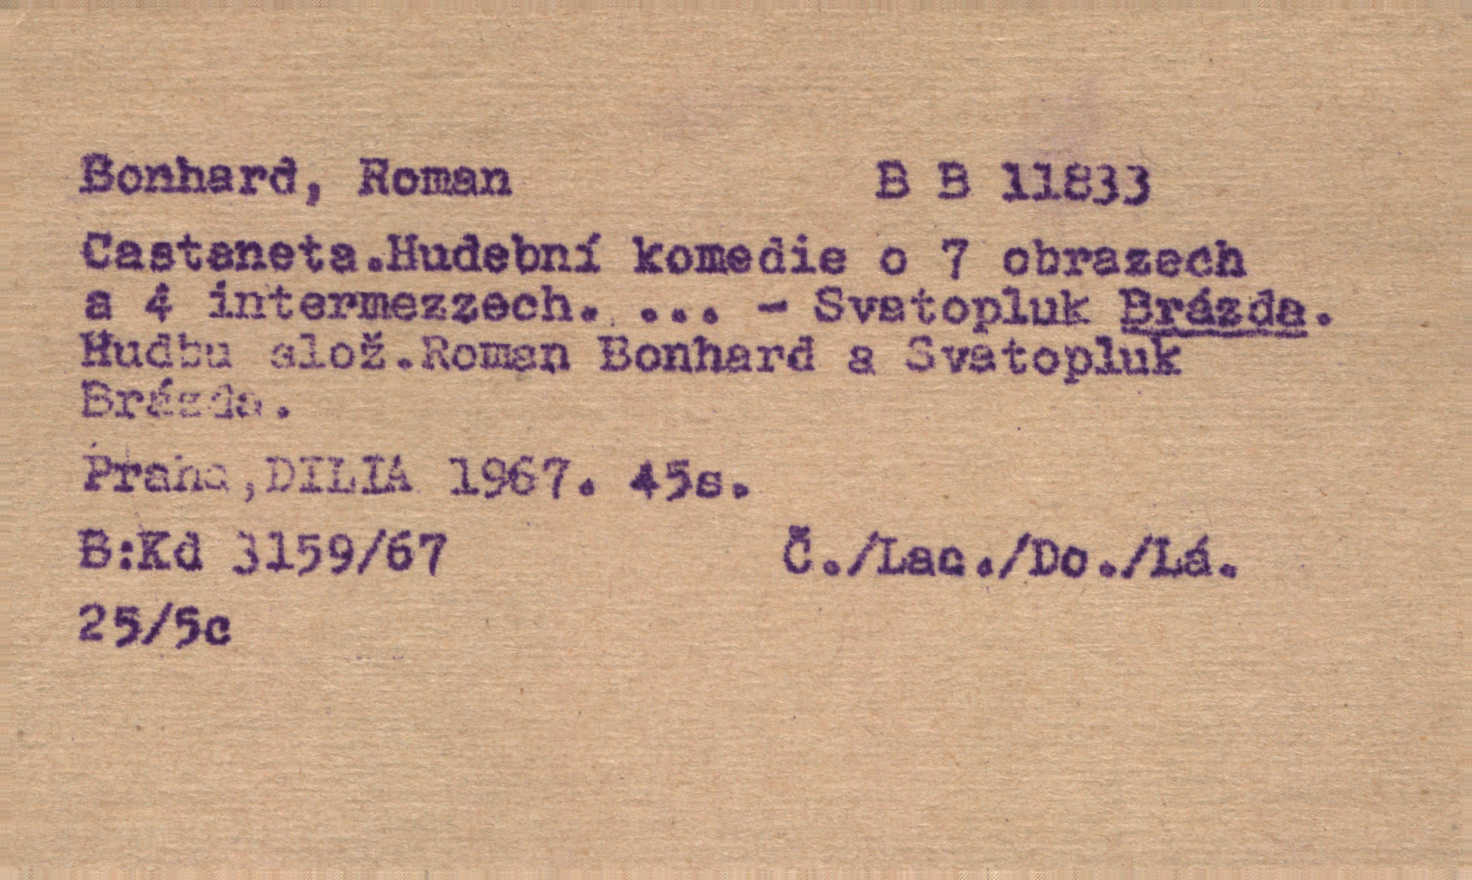 Bonhard, Roman B B 11833
Castaneta.Hudební komedie o 7 obrazech
a 4 intermezzech. ... - Svatopluk Brázda.
Hudbu slož.Roman Bonhard a Svatopluk
Brázda.
Praha,DILIA 1967. 45s.
B:Kd 3159/67 Č./Lac./Do./Lá.
25/5c